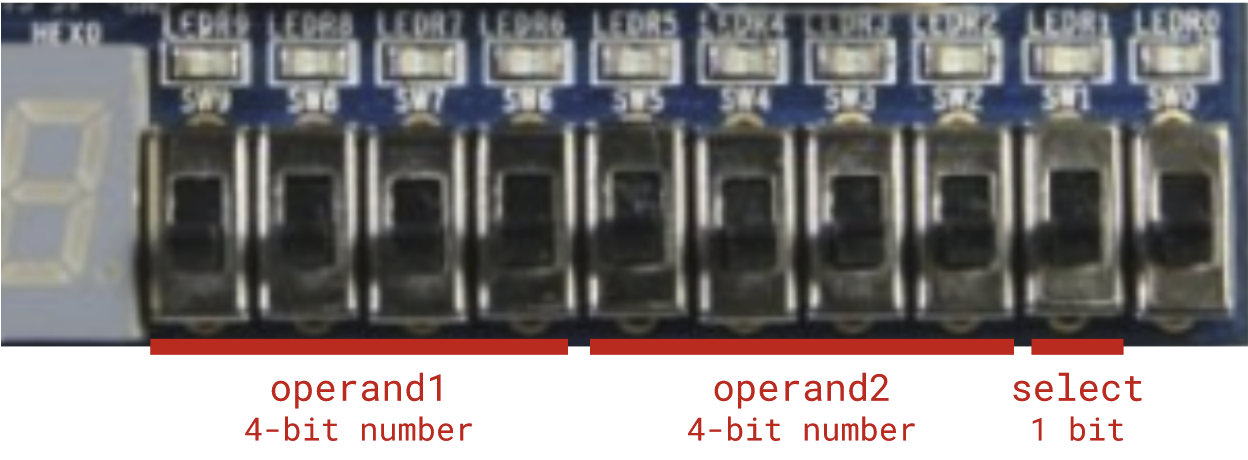 HEX0
LEDR9 LEDR8 LEDR7 LEDR6 LEDR5 LEDR4 LEDR3 LEDR2 LEDR1 LEDR0
SW9 SW8 SW7 SW6 SW5 SW4 SW3 SW2 SW1 SW0
operand1 operand2 select
4-bit number 4-bit number 1 bit